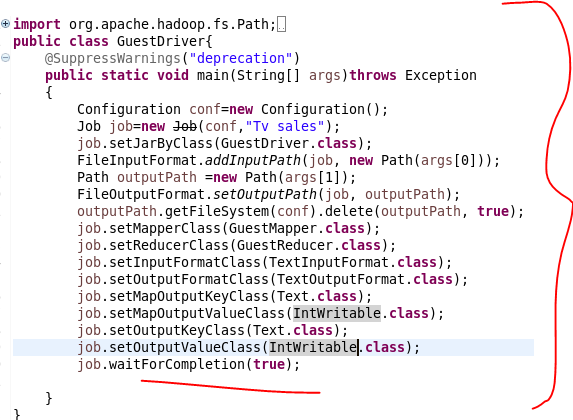 import org.apache.hadoop.fs.Path;
public class GuestDriver{
    @SuppressWarnings("deprecation")
    public static void main(String[] args)throws Exception
    {
        Configuration conf=new Configuration();
        Job job=new Job(conf,"Tv sales");
        job.setJarByClass(GuestDriver.class);
        FileInputFormat.addInputPath(job, new Path(args[0]));
        Path outputPath =new Path(args[1]);
        FileOutputFormat.setOutputPath(job, outputPath);
        outputPath.getFileSystem(conf).delete(outputPath, true);
        job.setMapperClass(GuestMapper.class);
        job.setReducerClass(GuestReducer.class);
        job.setInputFormatClass(TextInputFormat.class);
        job.setOutputFormatClass(TextOutputFormat.class);
        job.setMapOutputKeyClass(Text.class);
        job.setMapOutputValueClass(IntWritable.class);
        job.setOutputKeyClass(Text.class);
        job.setOutputValueClass(IntWritable.class);
        job.waitForCompletion(true);
    }
}